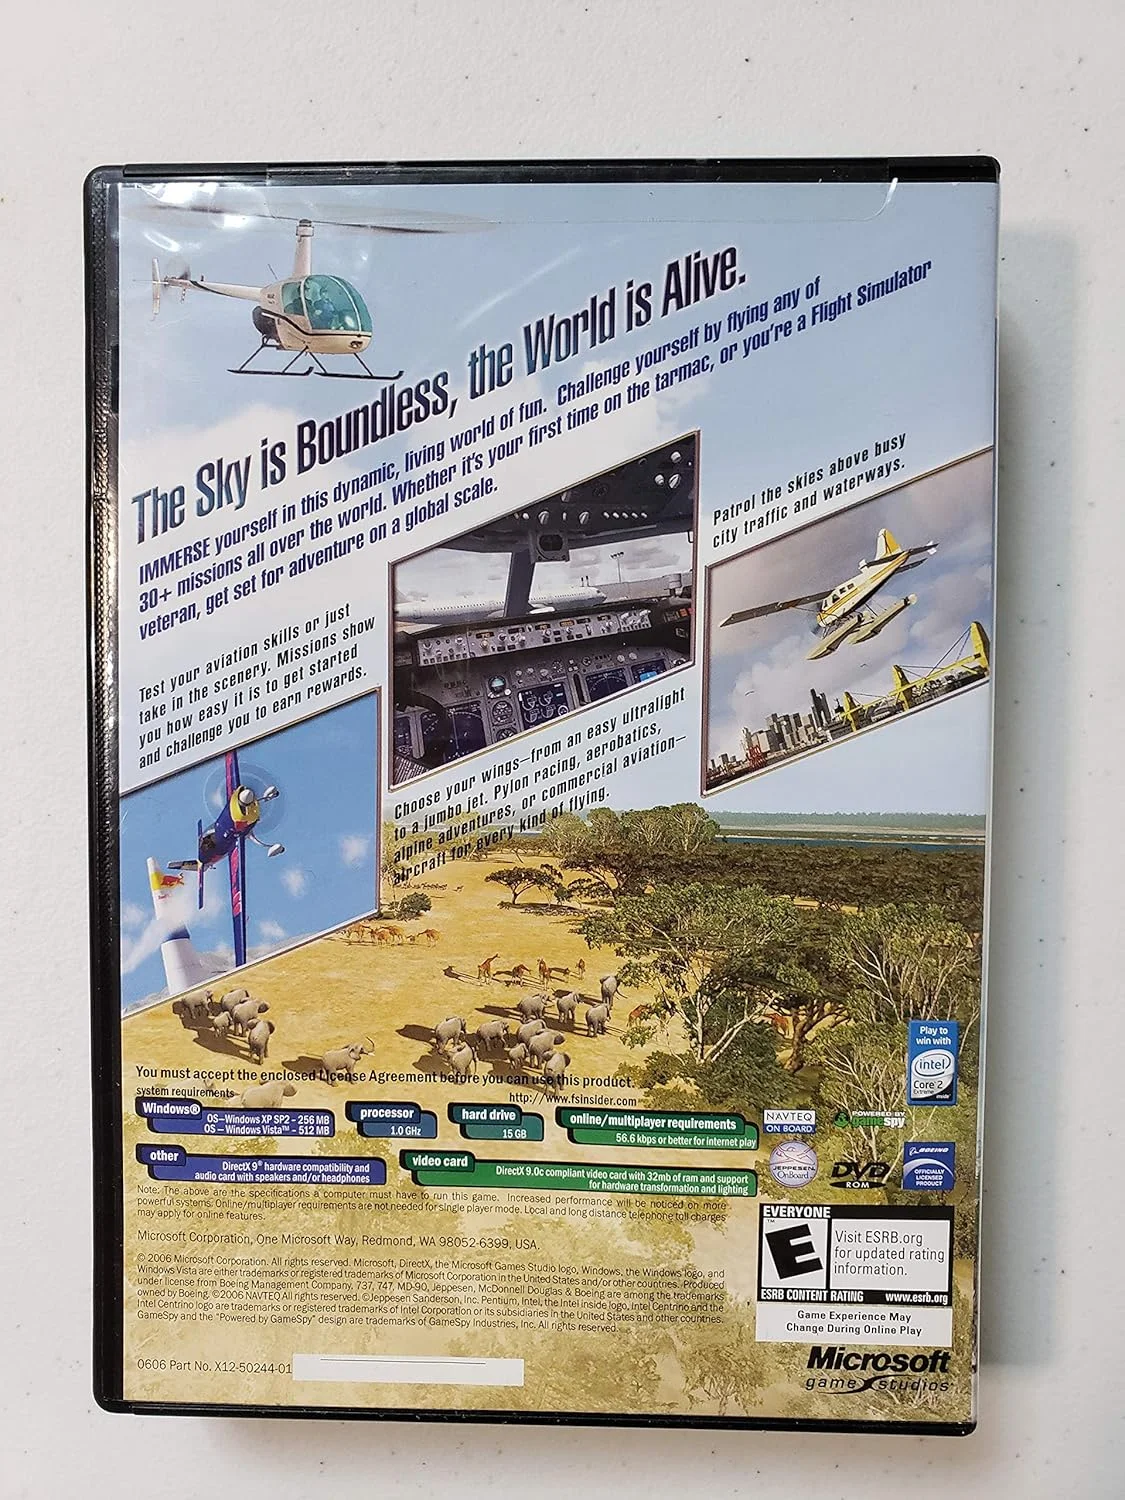 The Sky is Boundless, the World is Alive.
IMMERSE yourself in this dynamic, living world of fun. Challenge yourself by flying any of
30+ missions all over the world. Whether it's your first time on the tarmac, or you're a Flight Simulator
veteran, get set for adventure on a global scale.
Patrol the skies above busy
city traffic and waterways.
Test your aviation skills or just
take in the scenery. Missions show
you how easy it is to get started
and challenge you to earn rewards.
Choose your wings—from an easy ultralight
to a jumbo jet. Pylon racing, aerobatics,
alpine adventures, or commercial aviation—
aircraft for every kind of flying.
Play to
win with
intel
Core 2
Extreme
inside
You must accept the enclosed License Agreement before you can use this product.
system requirements
http://www.fsinsider.com
Windows®
OS–Windows XP SP2 – 256 MB
OS – Windows Vista™ – 512 MB
processor
1.0 GHz
hard drive
15 GB
online/multiplayer requirements
56.6 kbps or better for internet play
NAVTEQ
ON BOARD
POWERED BY
gamespy
other
DirectX 9® hardware compatibility and
audio card with speakers and/or headphones
video card
DirectX 9.0c compliant video card with 32mb of ram and support
for hardware transformation and lighting
JEPPESEN
OnBoard
DVD
ROM
BOEING
OFFICIALLY
LICENSED
PRODUCT
Note: The above are the specifications a computer must have to run this game. Increased performance will be noticed on more
powerful systems. Online/multiplayer requirements are not needed for single player mode. Local and long distance telephone toll charges
may apply for online features.
Microsoft Corporation, One Microsoft Way, Redmond, WA 98052-6399, USA.
© 2006 Microsoft Corporation. All rights reserved. Microsoft, DirectX, the Microsoft Games Studio logo, Windows, the Windows logo, and
Windows Vista are either trademarks or registered trademarks of Microsoft Corporation in the United States and/or other countries. Produced
under license from Boeing Management Company. 737, 747, MD-90, Jeppesen, McDonnell Douglas & Boeing are among the trademarks
owned by Boeing. ©2006 NAVTEQ All rights reserved. ©Jeppesen Sanderson, Inc. Pentium, Intel, the Intel inside logo, Intel Centrino and the
Intel Centrino logo are trademarks or registered trademarks of Intel Corporation or its subsidiaries in the United States and other countries.
GameSpy and the "Powered by GameSpy" design are trademarks of GameSpy Industries, Inc. All rights reserved.
EVERYONE
E
™
Visit ESRB.org
for updated rating
information.
ESRB CONTENT RATING www.esrb.org
Game Experience May
Change During Online Play
0606 Part No. X12-50244-01
Microsoft
game studios